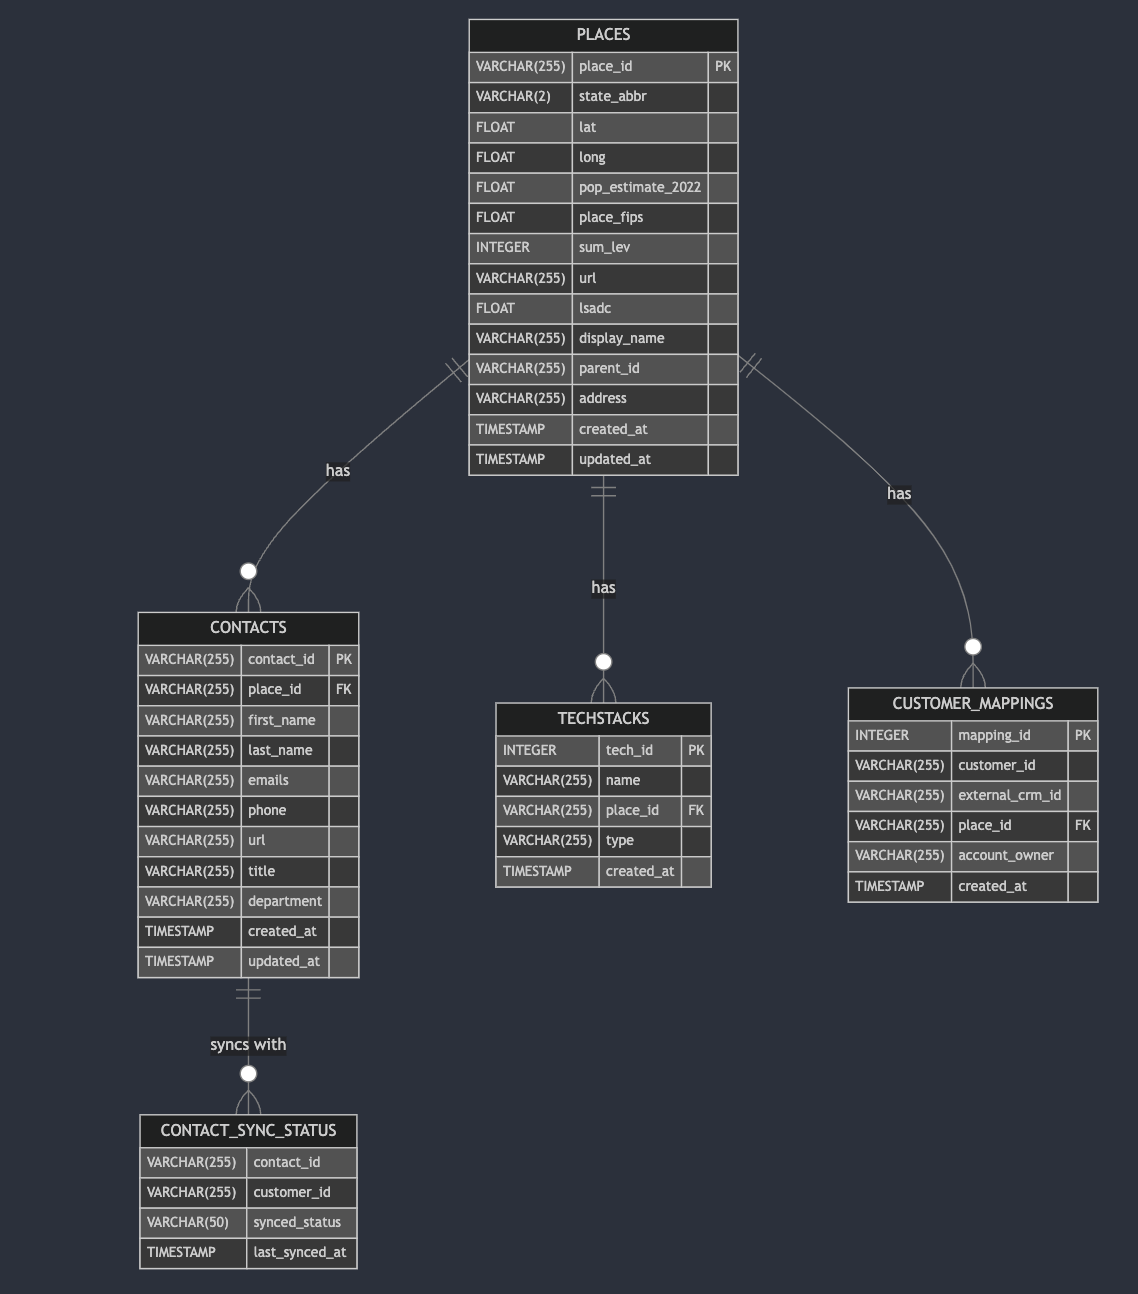 PLACES
VARCHAR(255) place_id PK
VARCHAR(2) state_abbr
FLOAT lat
FLOAT long
FLOAT pop_estimate_2022
FLOAT place_fips
INTEGER sum_lev
VARCHAR(255) url
FLOAT lsadc
VARCHAR(255) display_name
VARCHAR(255) parent_id
VARCHAR(255) address
TIMESTAMP created_at
TIMESTAMP updated_at
has
has
has
CONTACTS
VARCHAR(255) contact_id PK
VARCHAR(255) place_id FK
VARCHAR(255) first_name
VARCHAR(255) last_name
VARCHAR(255) emails
VARCHAR(255) phone
VARCHAR(255) url
VARCHAR(255) title
VARCHAR(255) department
TIMESTAMP created_at
TIMESTAMP updated_at
TECHSTACKS
INTEGER tech_id PK
VARCHAR(255) name
VARCHAR(255) place_id FK
VARCHAR(255) type
TIMESTAMP created_at
CUSTOMER_MAPPINGS
INTEGER mapping_id PK
VARCHAR(255) customer_id
VARCHAR(255) external_crm_id
VARCHAR(255) place_id FK
VARCHAR(255) account_owner
TIMESTAMP created_at
syncs with
CONTACT_SYNC_STATUS
VARCHAR(255) contact_id
VARCHAR(255) customer_id
VARCHAR(50) synced_status
TIMESTAMP last_synced_at